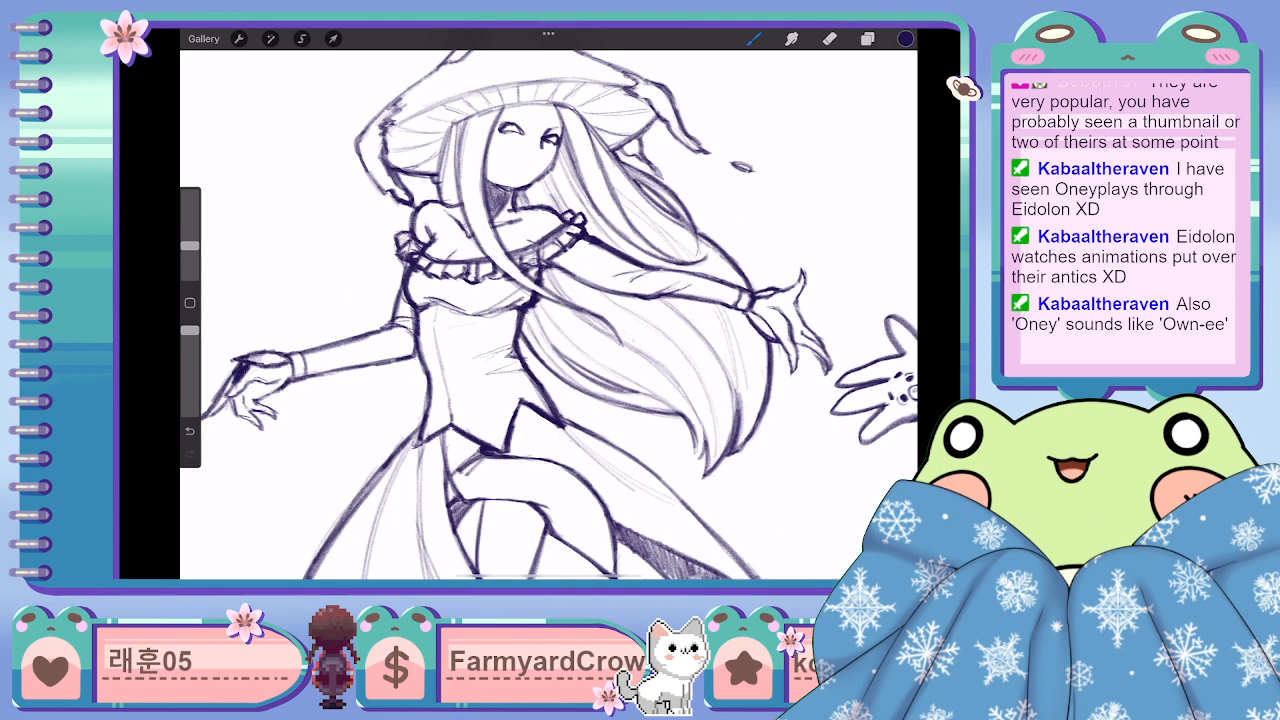 Gallery
They are
very popular, you have
probably seen a thumbnail or
two of theirs at some point
Kabaaltheraven I have
seen Oneyplays through
Eidolon XD
Kabaaltheraven Eidolon
watches animations put over
their antics XD
Kabaaltheraven Also
'Oney' sounds like 'Own-ee'
래훈05
$
FarmyardCrow